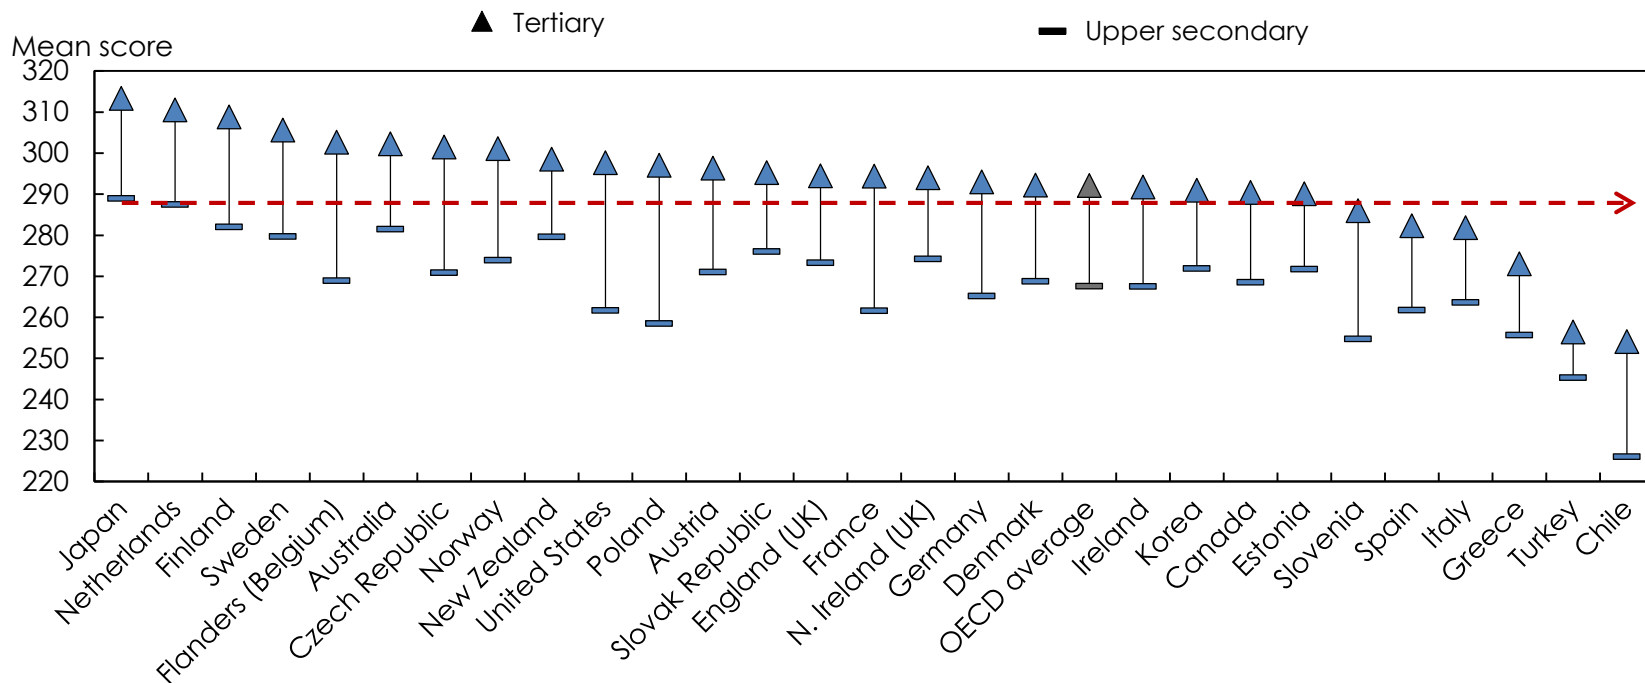 Tertiary
Upper secondary
Mean score
320
310
300
290
280
270
260
250
240
230
220
Japan
Netherlands
Finland
Sweden
Flanders (Belgium)
Australia
Czech Republic
Norway
New Zealand
United States
Poland
Austria
Slovak Republic
England (UK)
France
N. Ireland (UK)
Germany
Denmark
OECD average
Ireland
Korea
Canada
Estonia
Slovenia
Spain
Italy
Greece
Turkey
Chile